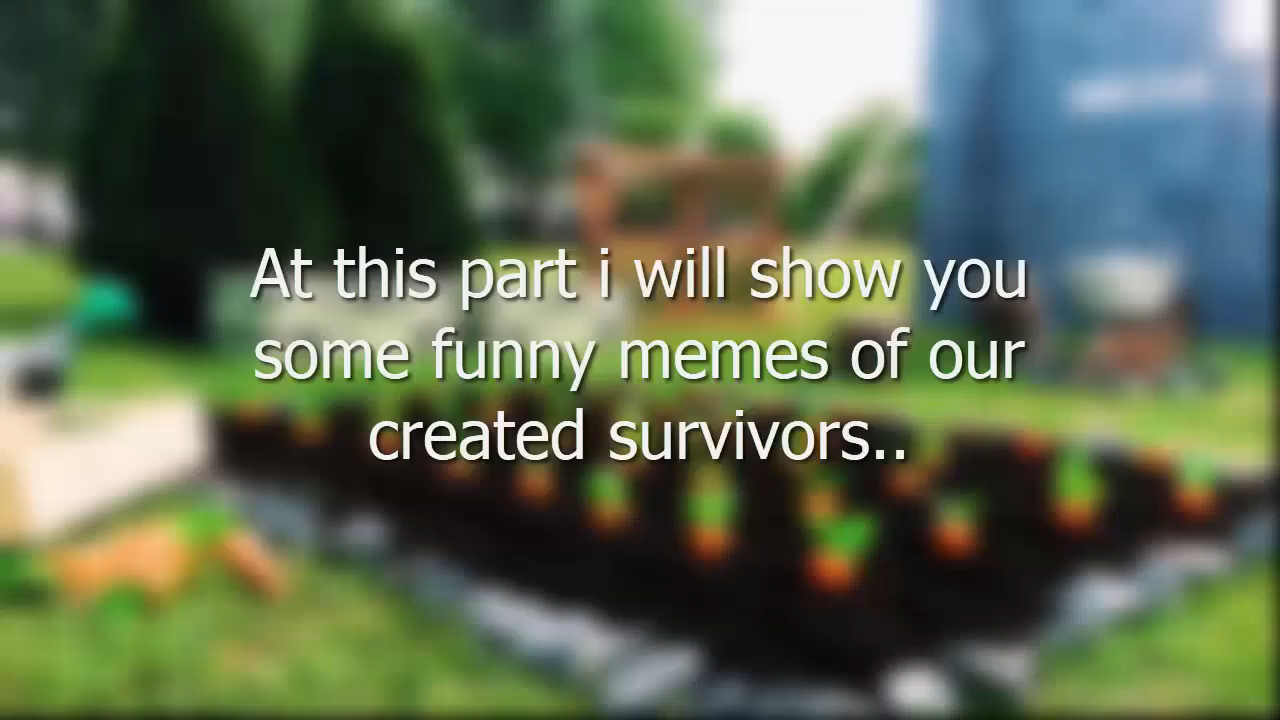 At this part i will show you
some funny memes of our
created survivors..